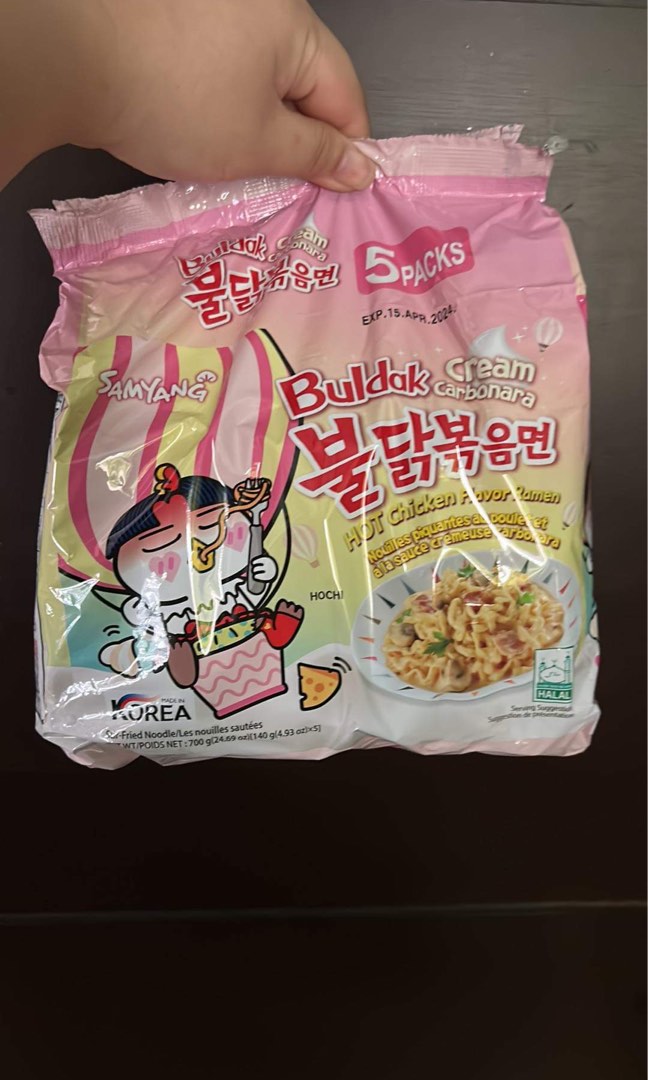 Buldak cream
carbonara
불닭볶음면
5 PACKS
EXP.15.APR.2024.
SAMYANG
Buldak cream
carbonara
불닭볶음면
HOT Chicken Flavor Ramen
Nouilles piquantes au poulet et
à la sauce crémeuse carbonara
HOCHI
MADE IN
KOREA
HALAL
Serving Suggestion
Suggestion de présentation
Stir-Fried Noodle/Les nouilles sautées
WT/POIDS NET : 700 g(24.69 oz)[140 g(4.93 oz)x5]